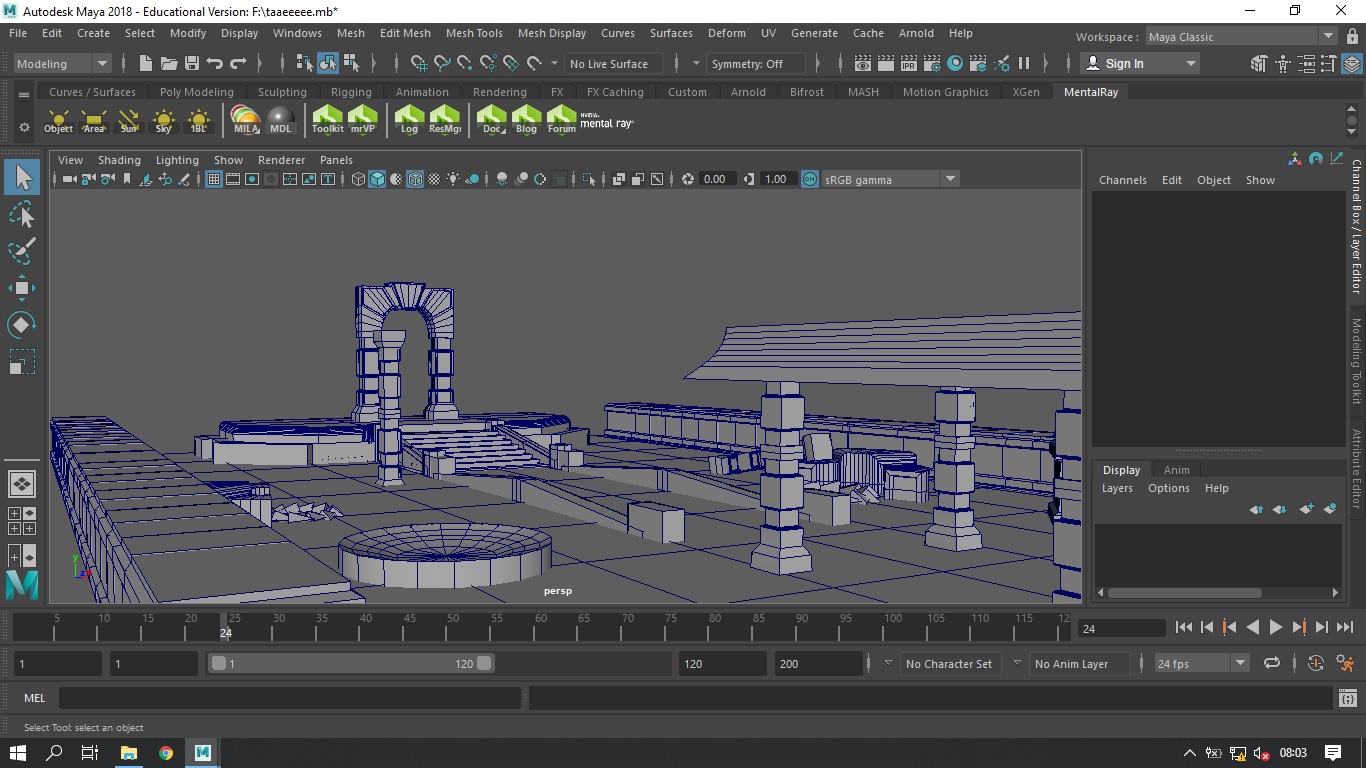 Autodesk Maya 2018 - Educational Version: F:\taaeeeee.mb*
File Edit Create Select Modify Display Windows Mesh Edit Mesh Mesh Tools Mesh Display Curves Surfaces Deform UV Generate Cache Arnold Help Workspace : Maya Classic
Modeling No Live Surface Symmetry: Off IPR Sign In
Curves / Surfaces Poly Modeling Sculpting Rigging Animation Rendering FX FX Caching Custom Arnold Bifrost MASH Motion Graphics XGen MentalRay
Object Area Sun Sky IBL MILA MDL Toolkit mrVP Log ResMgr Doc Blog Forum NVIDIA mental ray
View Shading Lighting Show Renderer Panels
0.00 1.00 ON sRGB gamma
Channels Edit Object Show
Channel Box / Layer Editor
Modeling Toolkit
Attribute Editor
Display Anim
Layers Options Help
y
persp
5 10 15 20 25 30 35 40 45 50 55 60 65 70 75 80 85 90 95 100 105 110 115 12
24
24
1 1 1 120 120 200 No Character Set No Anim Layer 24 fps
MEL
Select Tool: select an object
M 08:03